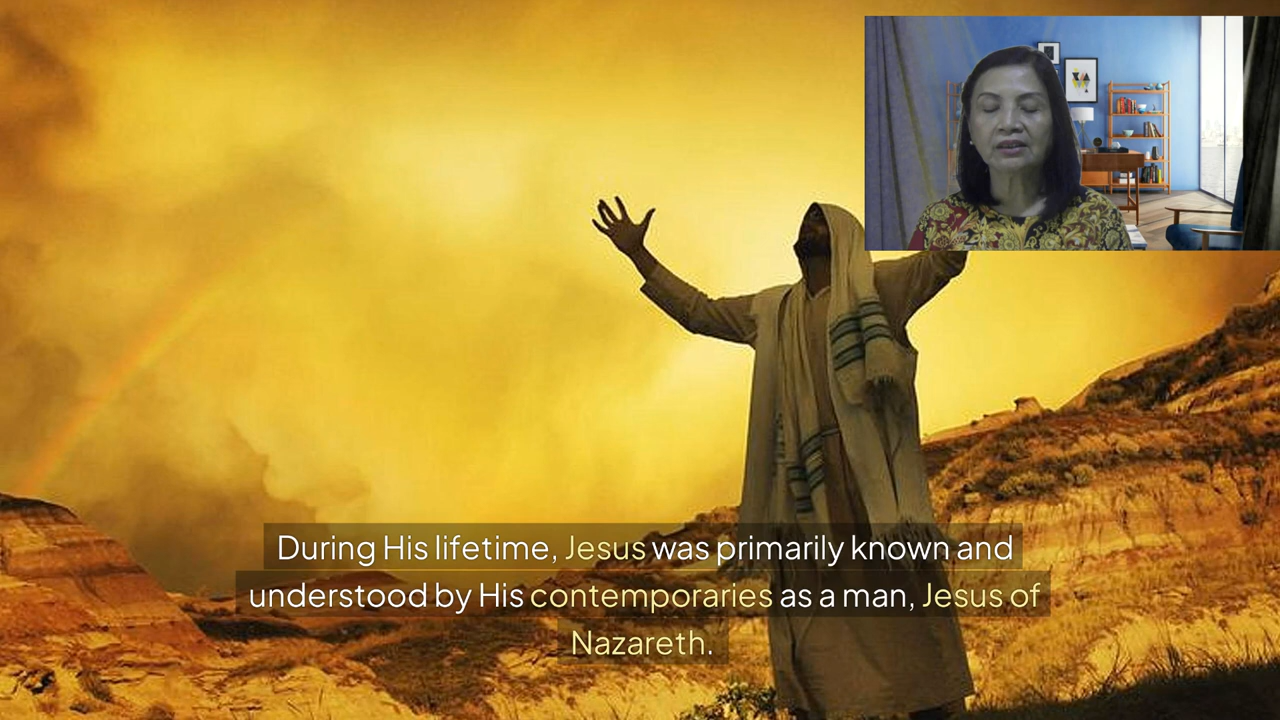 During His lifetime, Jesus was primarily known and
understood by His contemporaries as a man, Jesus of
Nazareth.